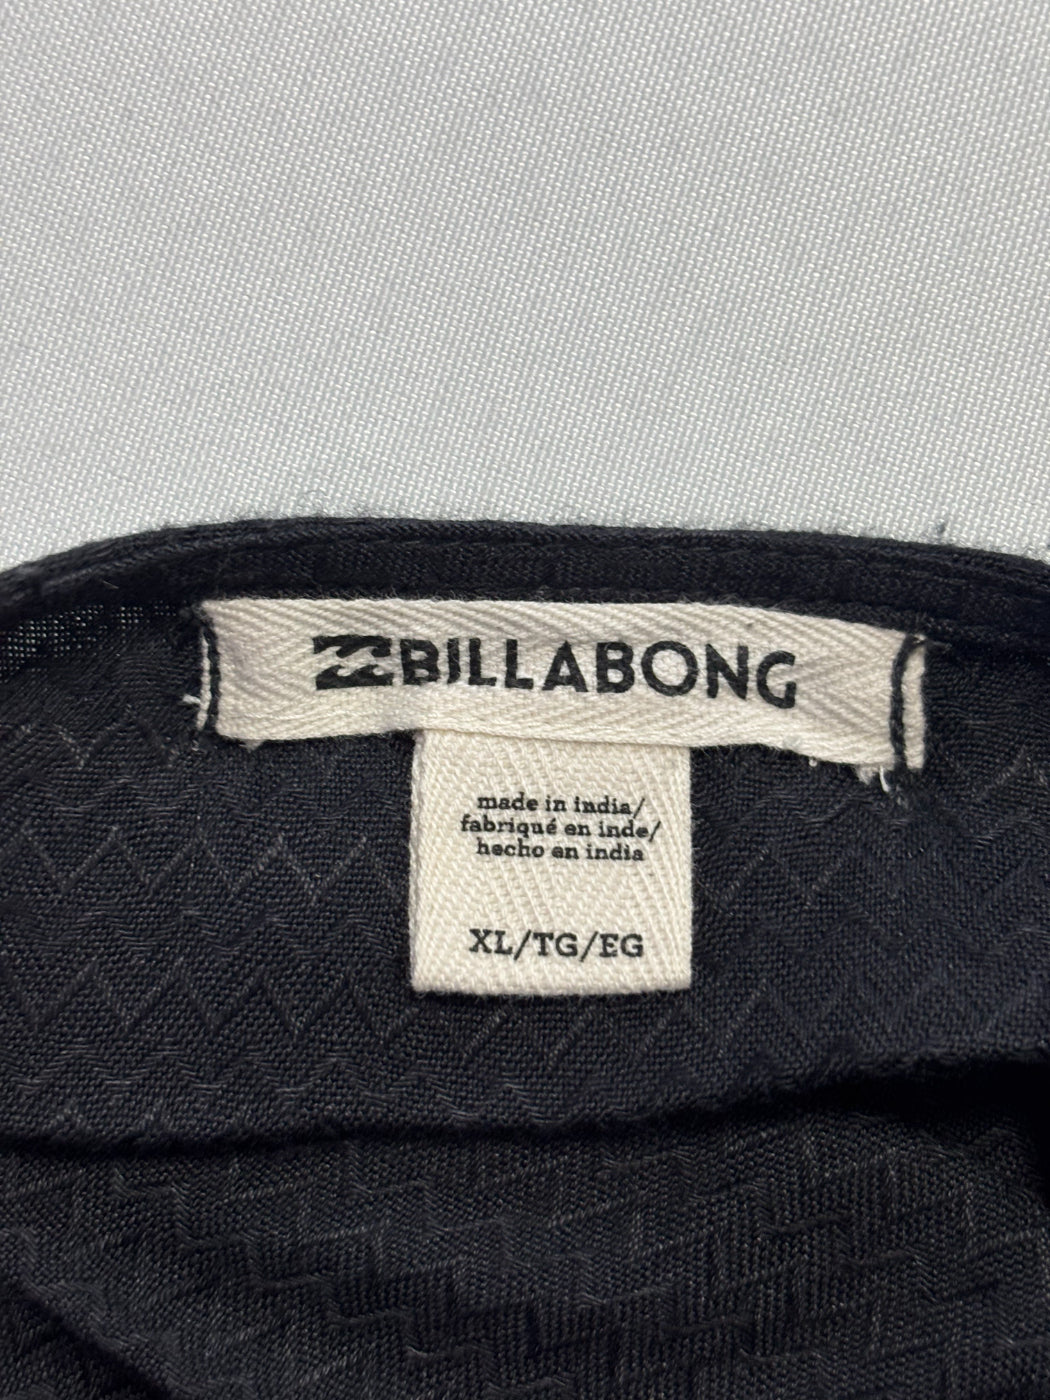 BILLABONG
made in india/
fabriqué en inde/
hecho en india
XL/TG/EG